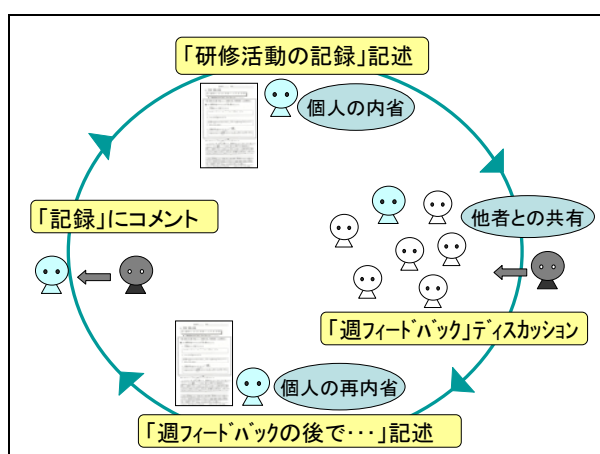 「研修活動の記録」記述
個人の内省
「記録」にコメント
他者との共有
「週フィードバック」ディスカッション
個人の再内省
「週フィードバックの後で・・・」記述